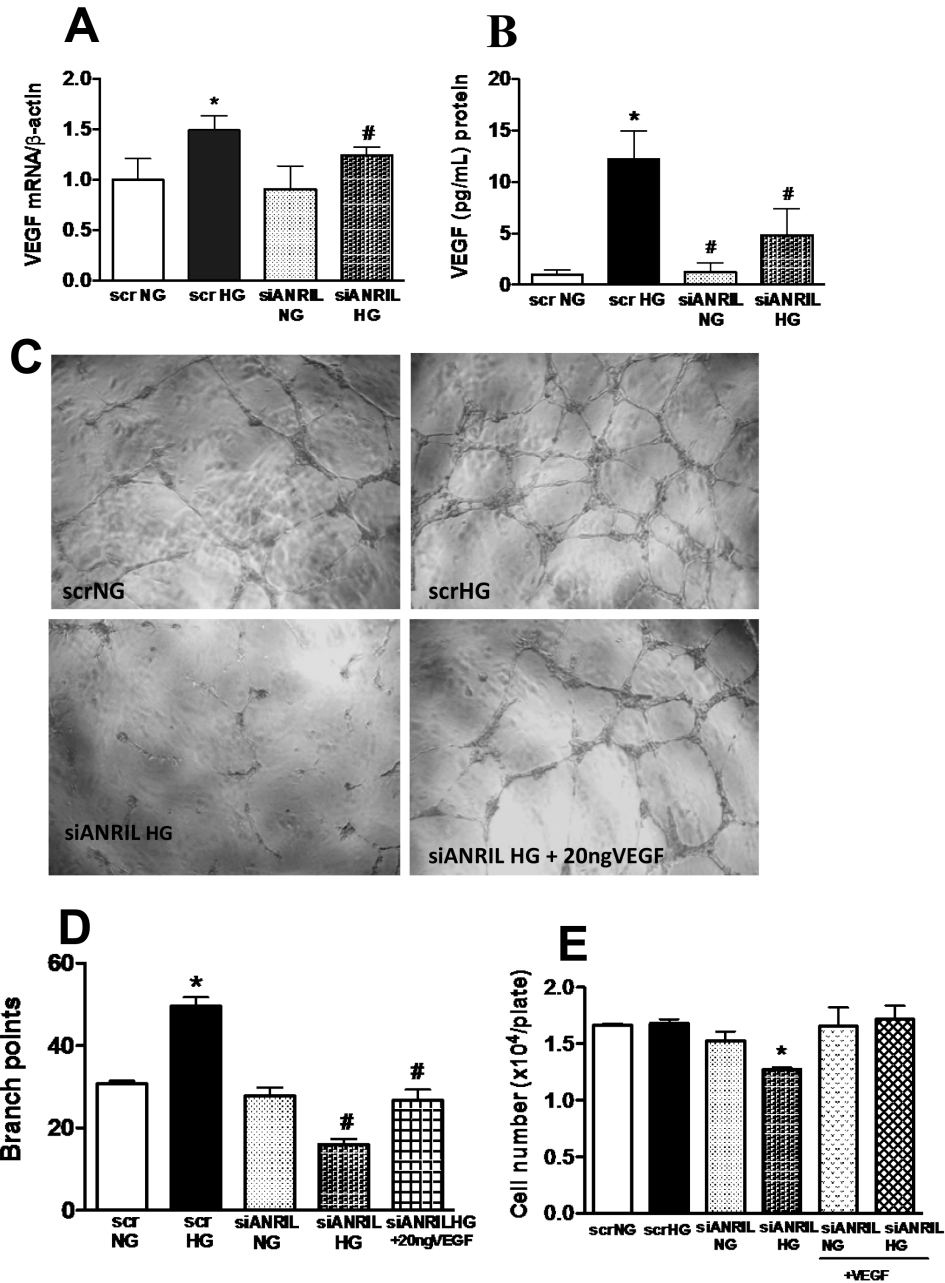 A
VEGF mRNA/β-actin
2.0
1.5
1.0
0.5
0.0
*
#
scr NG
scr HG
siANRIL
NG
siANRIL
HG
B
VEGF (pg/mL) protein
20
15
10
5
0
*
#
#
scr NG
scr HG
siANRIL
NG
siANRIL
HG
C
scrNG
scrHG
siANRIL HG
siANRIL HG + 20ngVEGF
D
Branch points
60
40
20
0
*
#
#
scr
NG
scr
HG
siANRIL
NG
siANRIL
HG
siANRILHG
+20ngVEGF
E
Cell number (x10⁴/plate)
2.0
1.5
1.0
0.5
0.0
*
scrNG
scrHG
siANRIL
NG
siANRIL
HG
siANRIL
NG
siANRIL
HG
+VEGF